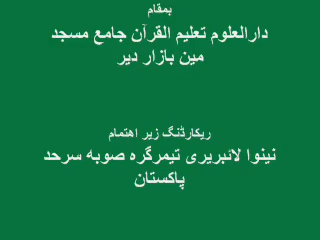 بمقام
دارالعلوم تعلیم القرآن جامع مسجد
مین بازار دیر
ریکارڈنگ زیر اهتمام
نینوا لائبریری تیمرگره صوبه سرحد
پاکستان